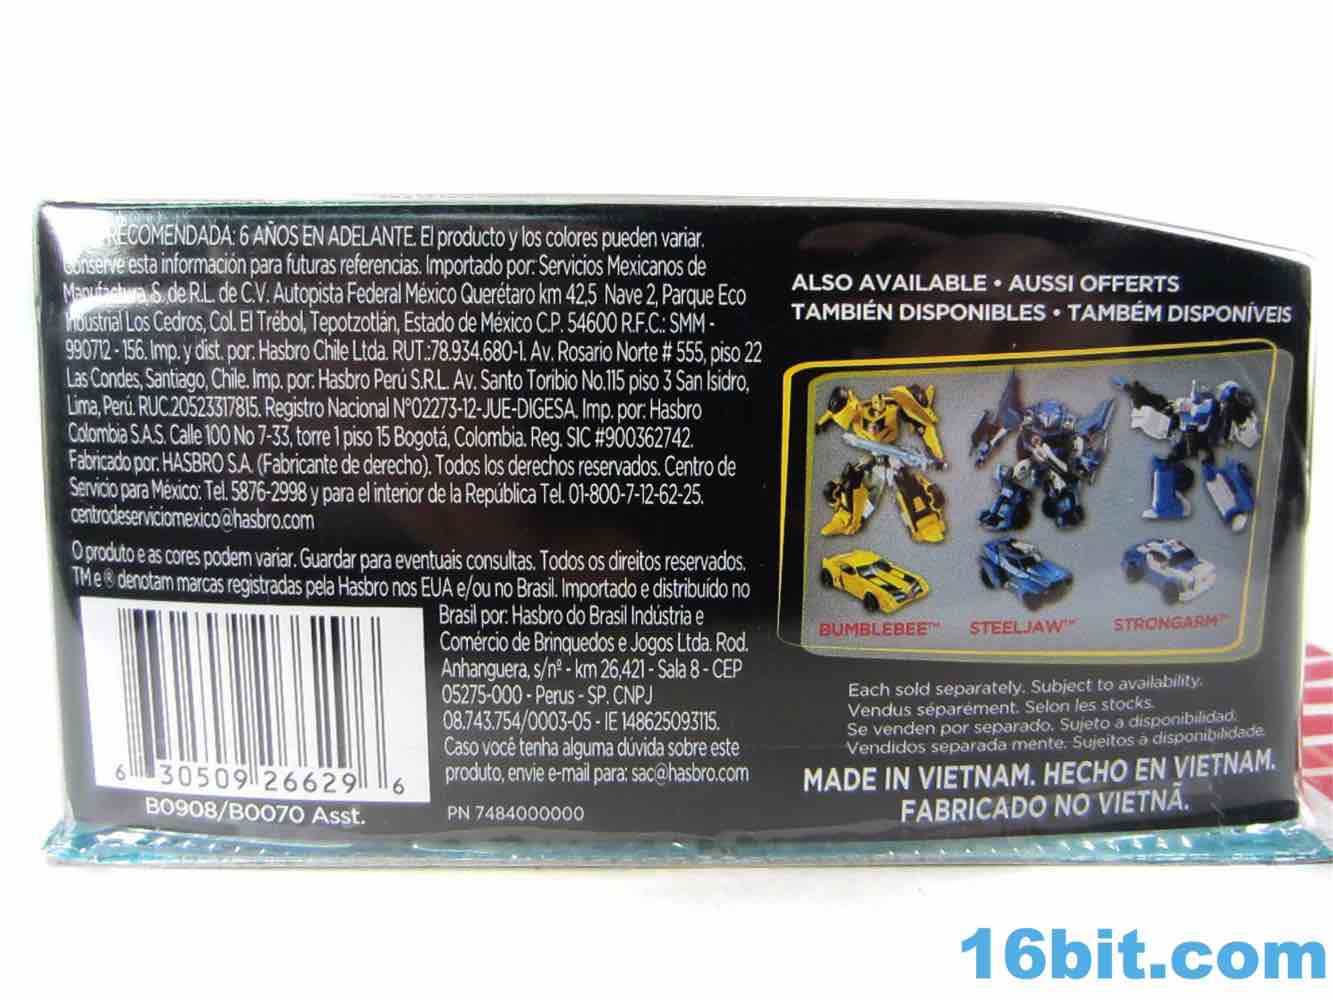 RECOMENDADA: 6 AÑOS EN ADELANTE. El producto y los colores pueden variar.
Conserve esta información para futuras referencias. Importado por: Servicios Mexicanos de
Manufactura, S. de R.L. de C.V. Autopista Federal México Querétaro km 42,5 Nave 2, Parque Eco
Industrial Los Cedros, Col. El Trébol, Tepotzotlán, Estado de México C.P. 54600 R.F.C.: SMM -
990712 - 156. Imp. y dist. por: Hasbro Chile Ltda. RUT.:78.934.680-1. Av. Rosario Norte # 555, piso 22
Las Condes, Santiago, Chile. Imp. por: Hasbro Perú S.R.L. Av. Santo Toribio No.115 piso 3 San Isidro,
Lima, Perú. RUC.20523317815. Registro Nacional N°02273-12-JUE-DIGESA. Imp. por: Hasbro
Colombia S.A.S. Calle 100 No 7-33, torre 1 piso 15 Bogotá, Colombia. Reg. SIC #900362742.
Fabricado por: HASBRO S.A. (Fabricante de derecho). Todos los derechos reservados. Centro de
Servicio para México: Tel. 5876-2998 y para el interior de la República Tel. 01-800-7-12-62-25.
centrodeserviciomexico@hasbro.com
O produto e as cores podem variar. Guardar para eventuais consultas. Todos os direitos reservados.
TM e ® denotam marcas registradas pela Hasbro nos EUA e/ou no Brasil. Importado e distribuído no
Brasil por: Hasbro do Brasil Indústria e
Comércio de Brinquedos e Jogos Ltda. Rod.
Anhanguera, s/nº - km 26,421 - Sala 8 - CEP
05275-000 - Perus - SP. CNPJ
08.743.754/0003-05 - IE 148625093115.
Caso você tenha alguma dúvida sobre este
produto, envie e-mail para: sac@hasbro.com
PN 7484000000
6 30509 26629 6
B0908/B0070 Asst.
ALSO AVAILABLE • AUSSI OFFERTS
TAMBIÉN DISPONIBLES • TAMBÉM DISPONÍVEIS
BUMBLEBEE™ STEELJAW™ STRONGARM™
Each sold separately. Subject to availability.
Vendus séparément. Selon les stocks.
Se venden por separado. Sujeto a disponibilidad.
Vendidos separada mente. Sujeitos à disponibilidade.
MADE IN VIETNAM. HECHO EN VIETNAM.
FABRICADO NO VIETNÃ.
16bit.com